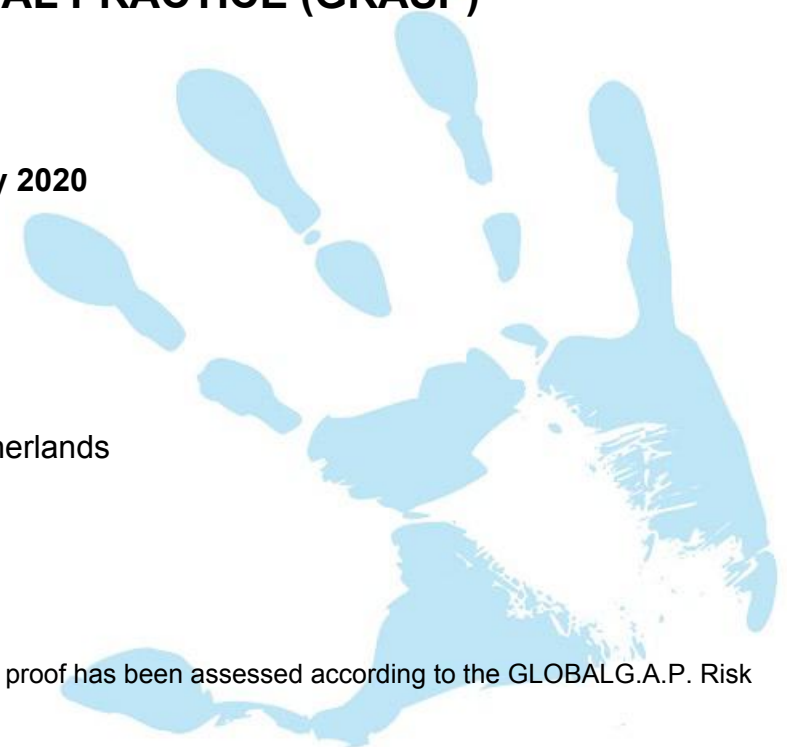 AL PRACTICE (GRASP)
y 2020
herlands
proof has been assessed according to the GLOBALG.A.P. Risk